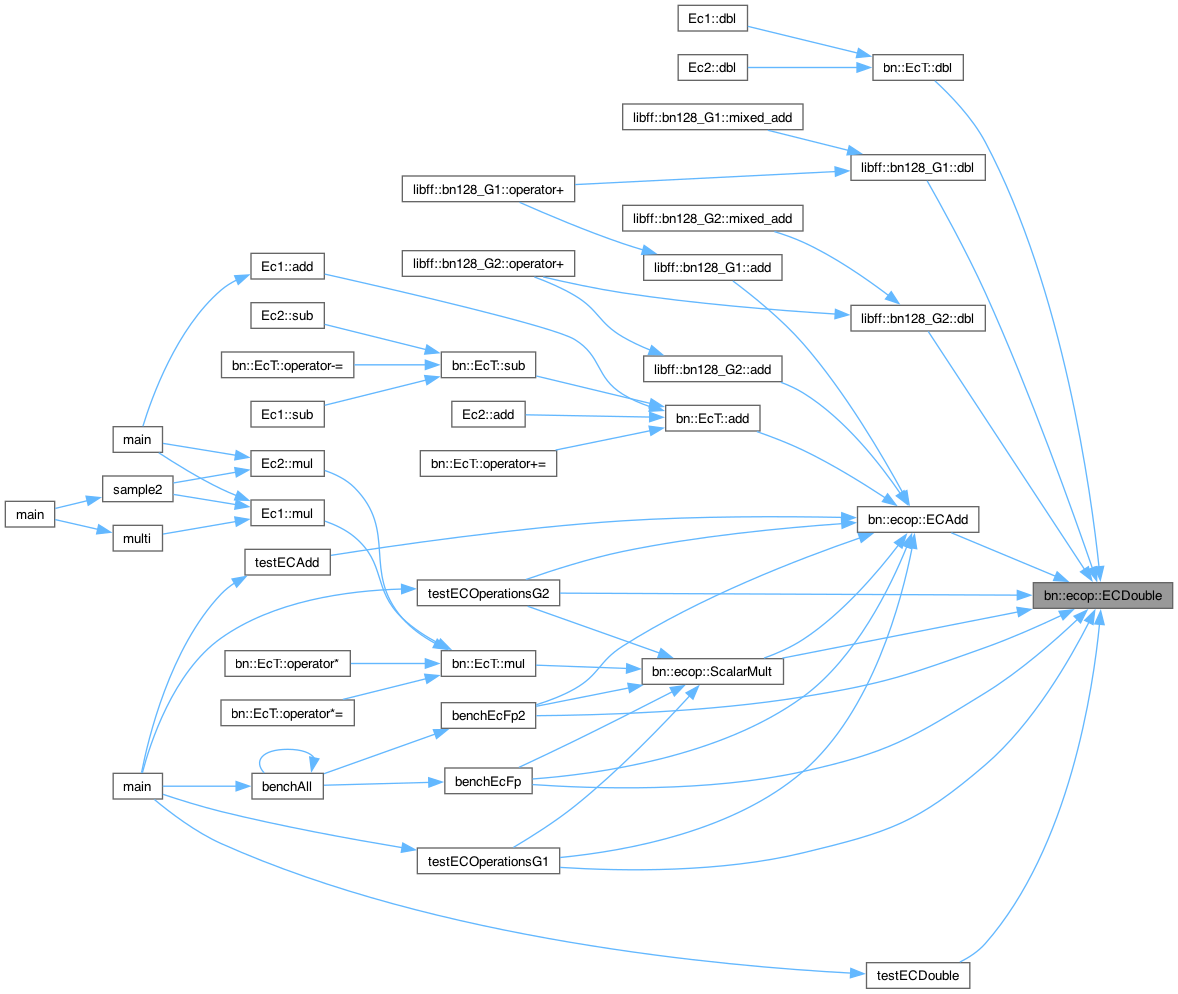 Ec1::dbl
Ec2::dbl
bn::EcT::dbl
libff::bn128_G1::mixed_add
libff::bn128_G1::dbl
libff::bn128_G1::operator+
libff::bn128_G2::mixed_add
Ec1::add
libff::bn128_G2::operator+
libff::bn128_G1::add
Ec2::sub
libff::bn128_G2::dbl
bn::EcT::operator-=
bn::EcT::sub
libff::bn128_G2::add
Ec1::sub
Ec2::add
bn::EcT::add
main
Ec2::mul
bn::EcT::operator+=
sample2
main
Ec1::mul
bn::ecop::ECAdd
multi
testECAdd
testECOperationsG2
bn::ecop::ECDouble
bn::EcT::operator*
bn::EcT::mul
bn::ecop::ScalarMult
bn::EcT::operator*=
benchEcFp2
main
benchAll
benchEcFp
testECOperationsG1
testECDouble